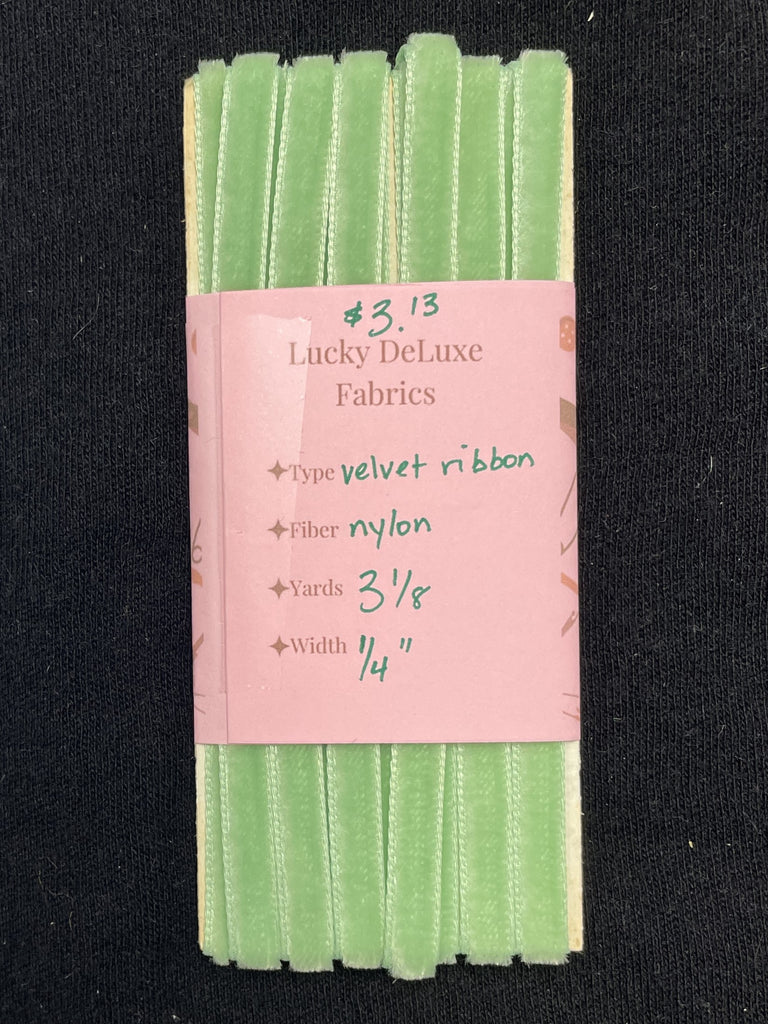 $3.13
Lucky DeLuxe
Fabrics
Type velvet ribbon
Fiber nylon
Yards 3 1/8
Width 1/4"